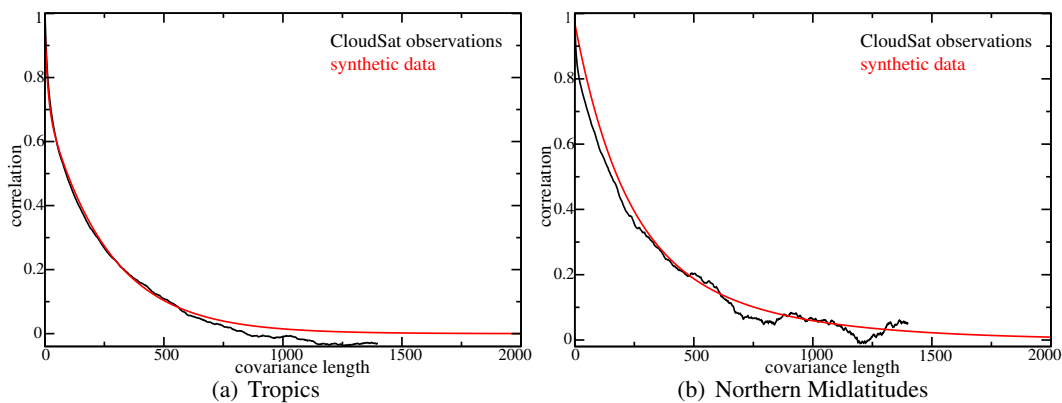 1
0.8
0.6
0.4
0.2
0
correlation
CloudSat observations
synthetic data
0 500 1000 1500 2000
covariance length
(a) Tropics
1
0.8
0.6
0.4
0.2
0
correlation
CloudSat observations
synthetic data
0 500 1000 1500 2000
covariance length
(b) Northern Midlatitudes